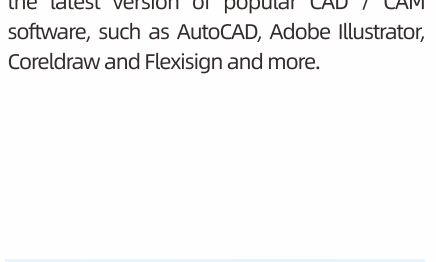 the latest version of popular CAD / CAM
software, such as AutoCAD, Adobe Illustrator,
Coreldraw and Flexisign and more.